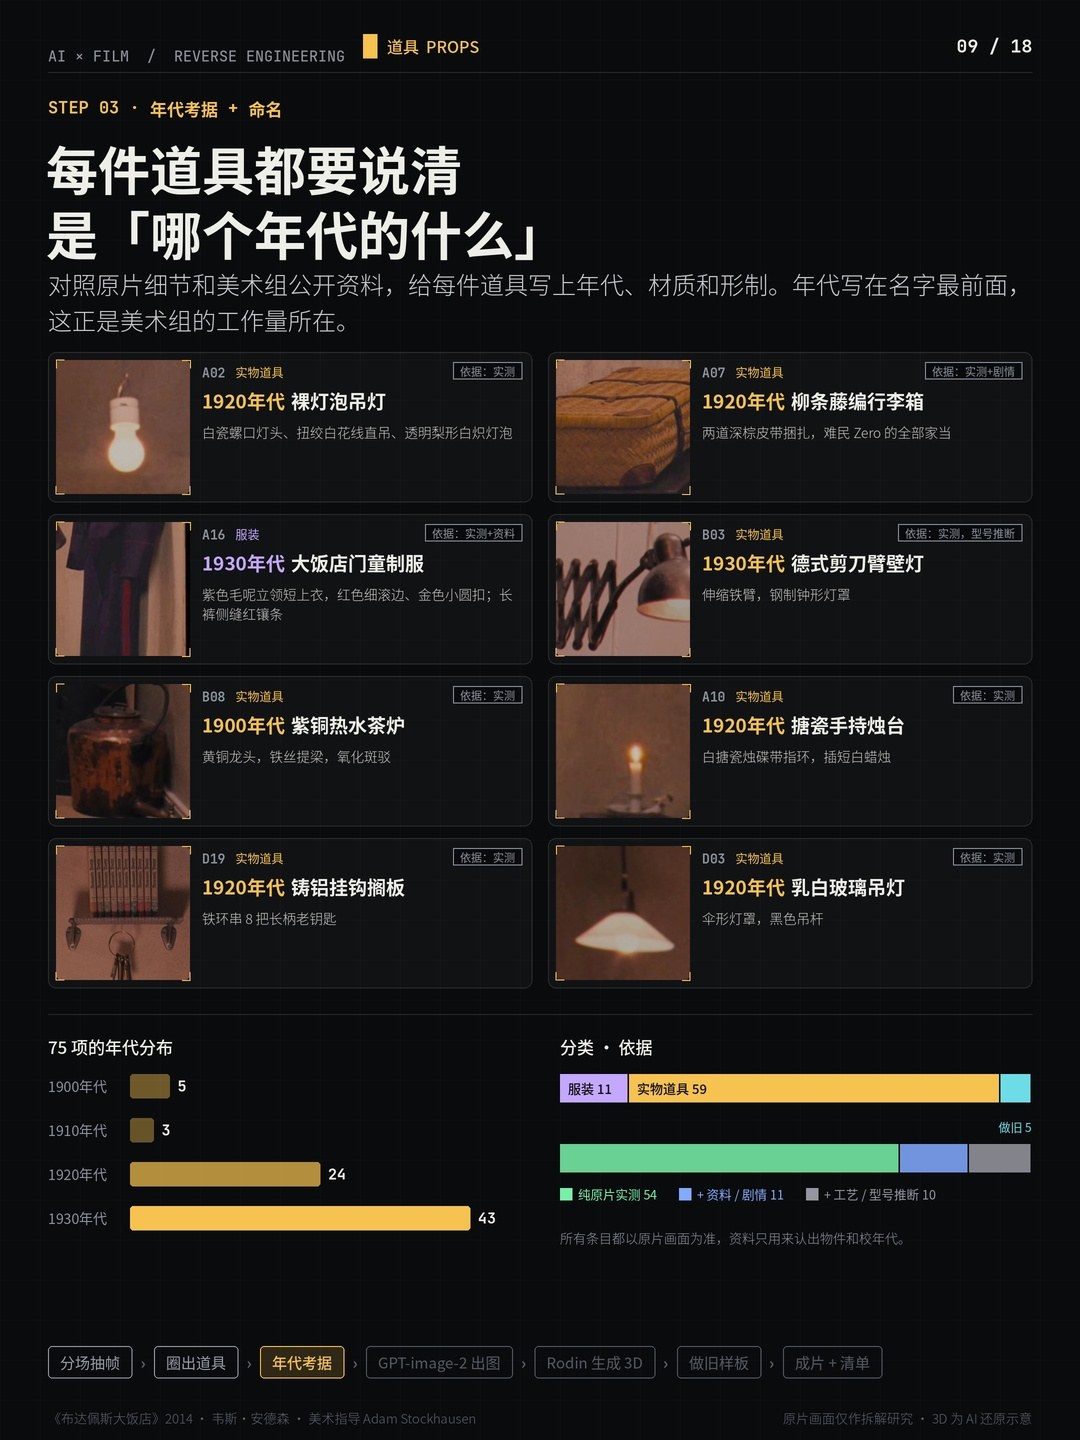 AI × FILM / REVERSE ENGINEERING 道具 PROPS 09 / 18
STEP 03 · 年代考据 + 命名
每件道具都要说清
是「哪个年代的什么」
对照原片细节和美术组公开资料，给每件道具写上年代、材质和形制。年代写在名字最前面，
这正是美术组的工作量所在。
A02 实物道具 依据：实测
1920年代 裸灯泡吊灯
白瓷螺口灯头、扭绞白花线直吊、透明梨形白炽灯泡
A07 实物道具 依据：实测+剧情
1920年代 柳条藤编行李箱
两道深棕皮带捆扎，难民 Zero 的全部家当
A16 服装 依据：实测+资料
1930年代 大饭店门童制服
紫色毛呢立领短上衣，红色细滚边、金色小圆扣；长
裤侧缝红镶条
B03 实物道具 依据：实测，型号推断
1930年代 德式剪刀臂壁灯
伸缩铁臂，钢制钟形灯罩
B08 实物道具 依据：实测
1900年代 紫铜热水茶炉
黄铜龙头，铁丝提梁，氧化斑驳
A10 实物道具 依据：实测
1920年代 搪瓷手持烛台
白搪瓷烛碟带指环，插短白蜡烛
D19 实物道具 依据：实测
1920年代 铸铝挂钩搁板
铁环串 8 把长柄老钥匙
D03 实物道具 依据：实测
1920年代 乳白玻璃吊灯
伞形灯罩，黑色吊杆
75 项的年代分布
1900年代 5
1910年代 3
1920年代 24
1930年代 43
分类 · 依据
服装 11 实物道具 59
做旧 5
纯原片实测 54 + 资料 / 剧情 11 + 工艺 / 型号推断 10
所有条目都以原片画面为准，资料只用来认出物件和校年代。
分场抽帧 › 圈出道具 › 年代考据 › GPT-image-2 出图 › Rodin 生成 3D › 做旧样板 › 成片 + 清单
《布达佩斯大饭店》2014 · 韦斯·安德森 · 美术指导 Adam Stockhausen
原片画面仅作拆解研究 · 3D 为 AI 还原示意